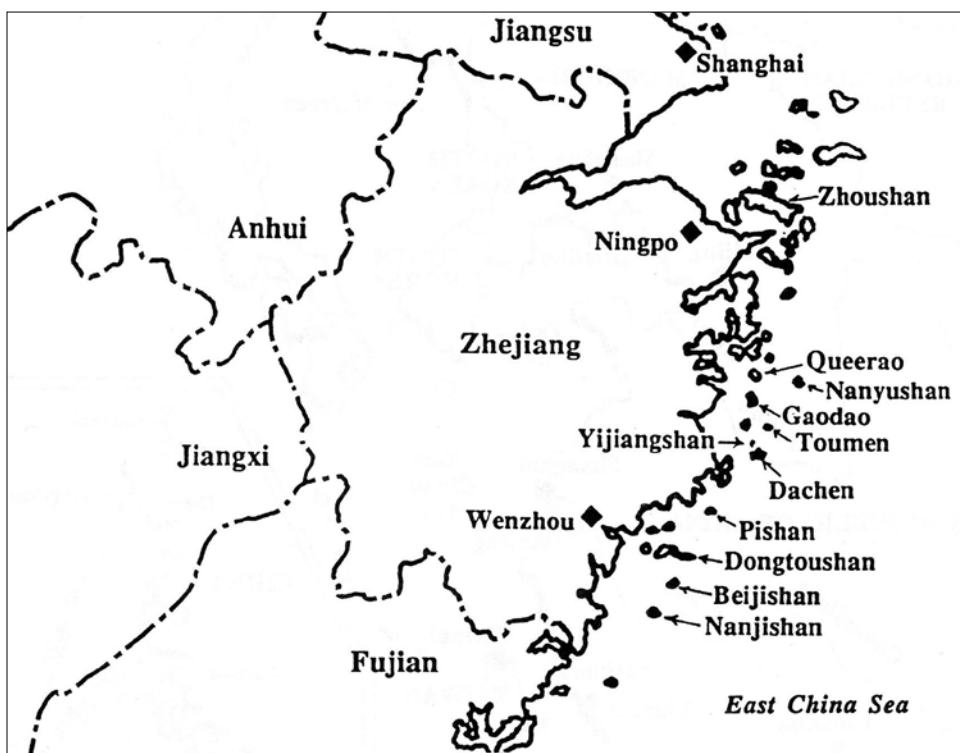 Jiangsu
Shanghai
Zhoushan
Anhui
Ningpo
Zhejiang
Queerao
Nanyushan
Gaodao
Yijiangshan
Toumen
Jiangxi
Dachen
Wenzhou
Pishan
Dongtoushan
Beijishan
Nanjishan
Fujian
East China Sea